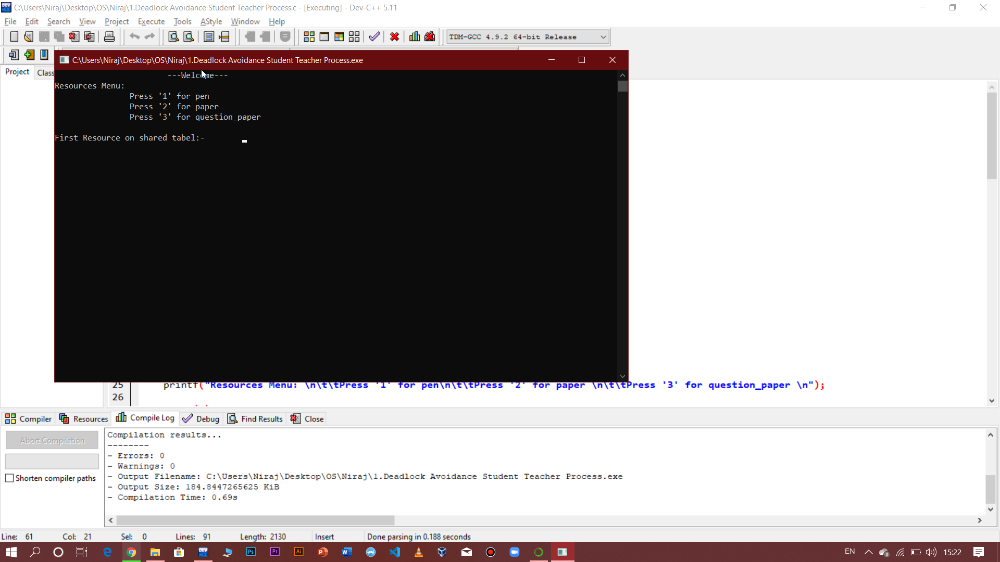 C:\Users\Niraj\Desktop\OS\Niraj\1.Deadlock Avoidance Student Teacher Process.c - [Executing] - Dev-C++ 5.11
File Edit Search View Project Execute Tools AStyle Window Help
TDM-GCC 4.9.2 64-bit Release
C:\Users\Niraj\Desktop\OS\Niraj\1.Deadlock Avoidance Student Teacher Process.exe
Project Class
---Welcome---
Resources Menu:
Press '1' for pen
Press '2' for paper
Press '3' for question_paper
First Resource on shared tabel:-
25 printf("Resources Menu: \n\t\tPress '1' for pen\n\t\tPress '2' for paper \n\t\tPress '3' for question_paper \n");
26
Compiler Resources Compile Log Debug Find Results Close
Abort Compilation
Shorten compiler paths
Compilation results...
--------
- Errors: 0
- Warnings: 0
- Output Filename: C:\Users\Niraj\Desktop\OS\Niraj\1.Deadlock Avoidance Student Teacher Process.exe
- Output Size: 184.8447265625 KiB
- Compilation Time: 0.69s
Line: 61 Col: 21 Sel: 0 Lines: 91 Length: 2130 Insert Done parsing in 0.188 seconds
DEV Ps Pr Ai EN 15:22